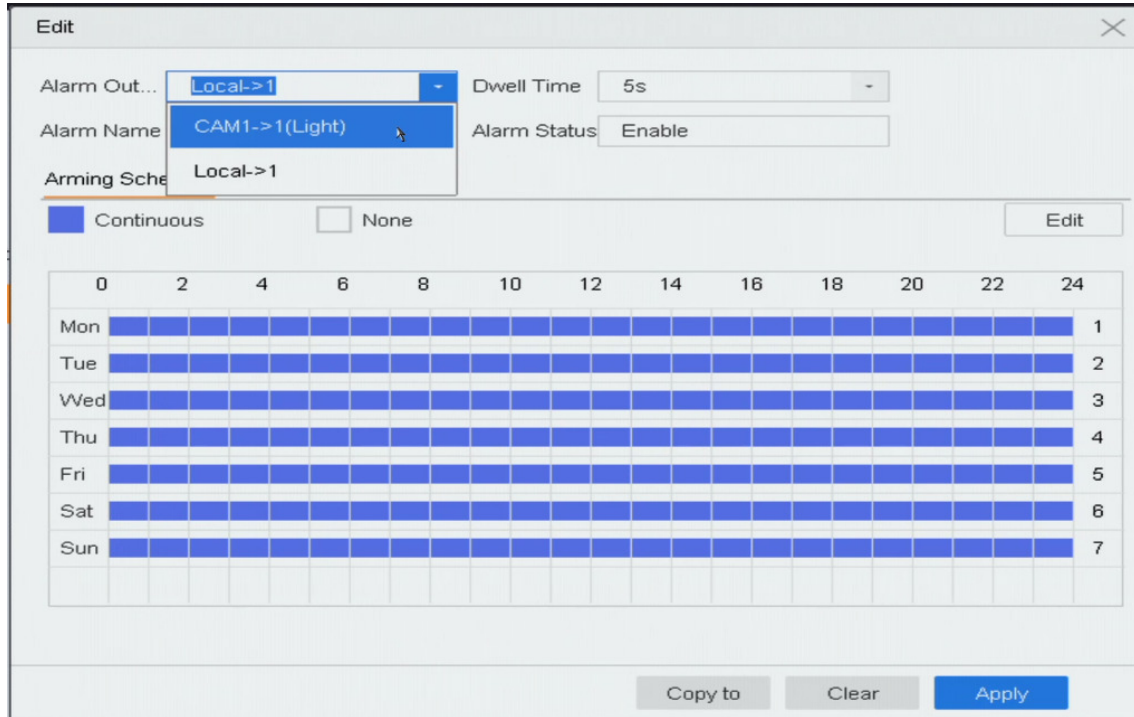 Edit
Alarm Out... Local->1 Dwell Time 5s
CAM1->1(Light)
Alarm Name Alarm Status Enable
Local->1
Arming Sche
Continuous None Edit
0 2 4 6 8 10 12 14 16 18 20 22 24
Mon 1
Tue 2
Wed 3
Thu 4
Fri 5
Sat 6
Sun 7
Copy to Clear Apply